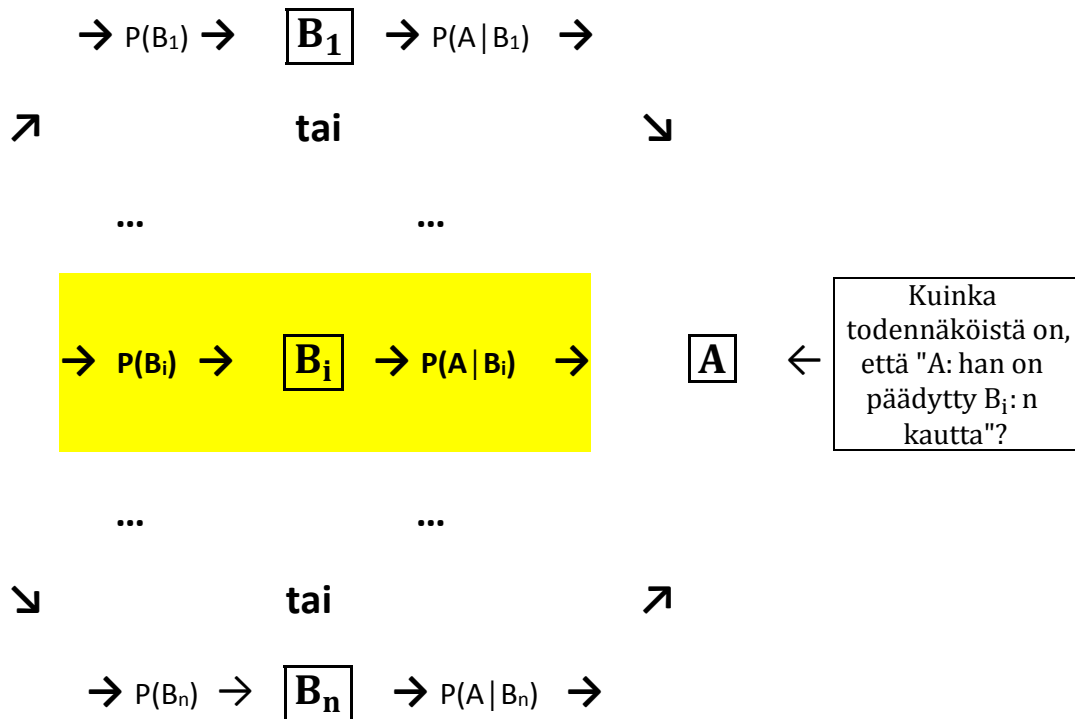 → P(B₁) → B₁ → P(A|B₁) →
↗ tai ↘
... ...
→ P(Bᵢ) → Bᵢ → P(A|Bᵢ) → A ←
Kuinka
todennäköistä on,
että "A: han on
päädytty Bᵢ: n
kautta"?
... ...
↘ tai ↗
→ P(Bₙ) → Bₙ → P(A|Bₙ) →